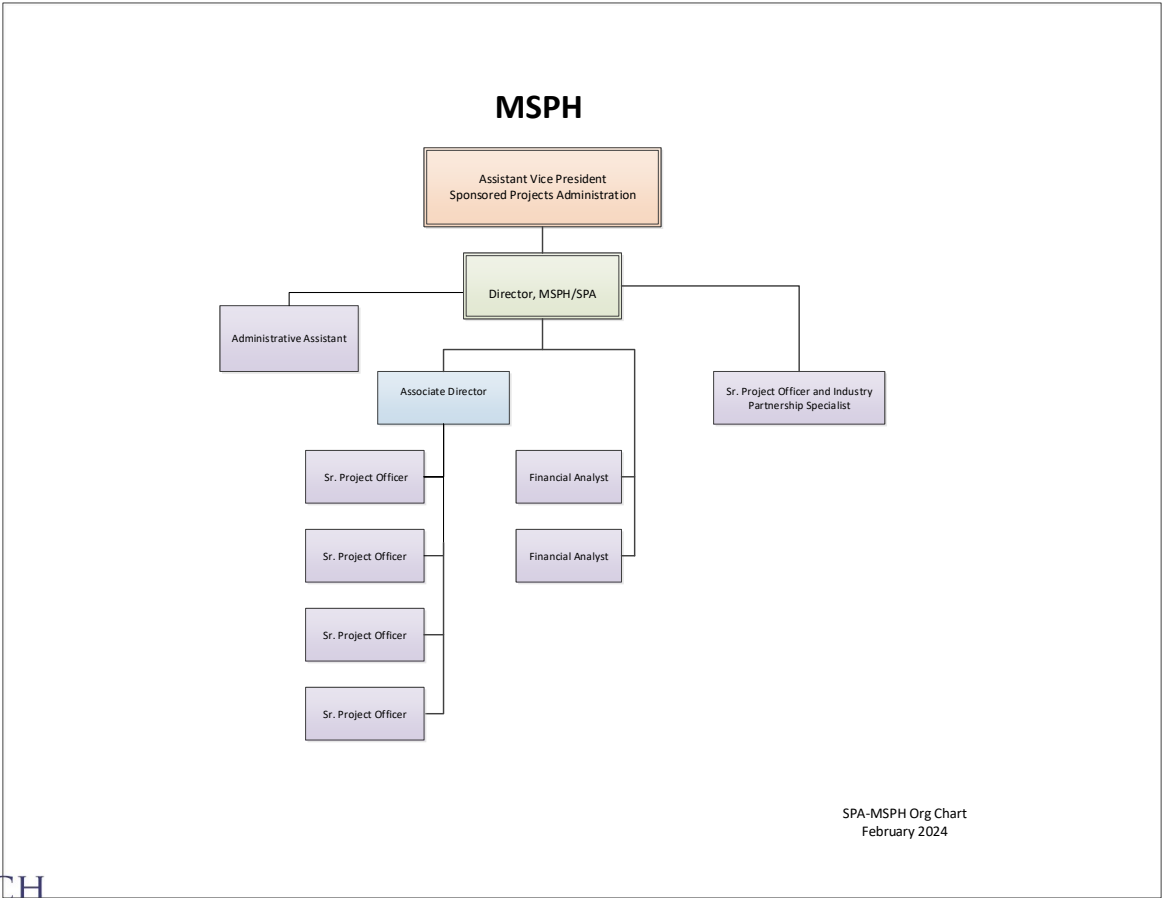 MSPH
Assistant Vice President
Sponsored Projects Administration
Director, MSPH/SPA
Administrative Assistant
Associate Director
Sr. Project Officer and Industry
Partnership Specialist
Sr. Project Officer
Financial Analyst
Sr. Project Officer
Financial Analyst
Sr. Project Officer
Sr. Project Officer
SPA-MSPH Org Chart
February 2024
CH